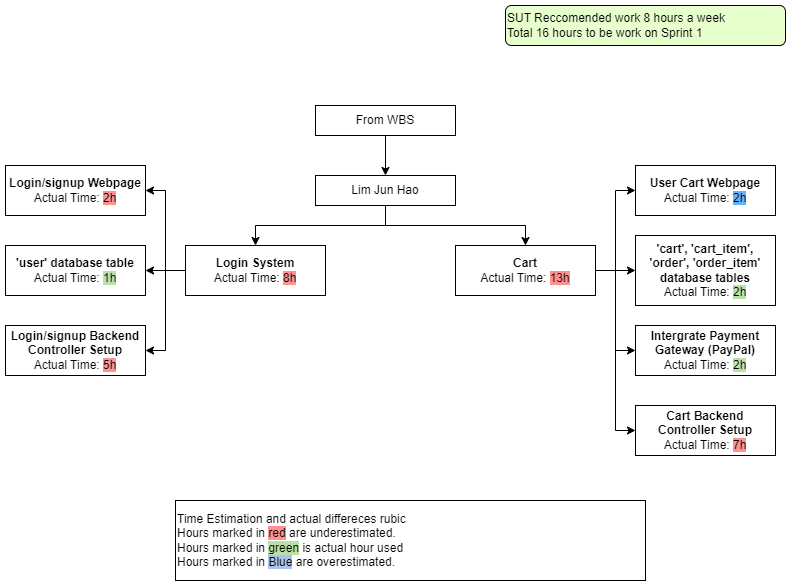 SUT Reccomended work 8 hours a week
Total 16 hours to be work on Sprint 1
From WBS
Lim Jun Hao
Login/signup Webpage
Actual Time: 2h
'user' database table
Actual Time: 1h
Login/signup Backend
Controller Setup
Actual Time: 5h
Login System
Actual Time: 8h
Cart
Actual Time: 13h
User Cart Webpage
Actual Time: 2h
'cart', 'cart_item',
'order', 'order_item'
database tables
Actual Time: 2h
Intergrate Payment
Gateway (PayPal)
Actual Time: 2h
Cart Backend
Controller Setup
Actual Time: 7h
Time Estimation and actual differeces rubic
Hours marked in red are underestimated.
Hours marked in green is actual hour used
Hours marked in Blue are overestimated.